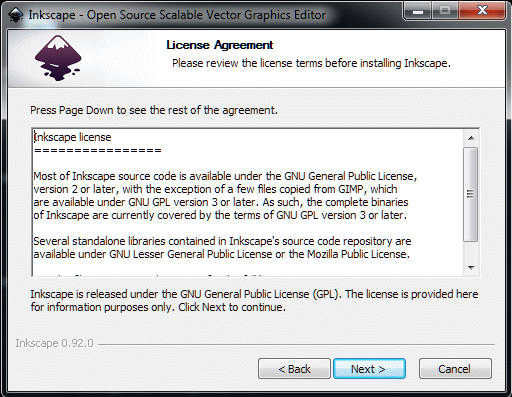 Inkscape - Open Source Scalable Vector Graphics Editor
License Agreement
Please review the license terms before installing Inkscape.
Press Page Down to see the rest of the agreement.
Inkscape license
================
Most of Inkscape source code is available under the GNU General Public License,
version 2 or later, with the exception of a few files copied from GIMP, which
are available under GNU GPL version 3 or later. As such, the complete binaries
of Inkscape are currently covered by the terms of GNU GPL version 3 or later.
Several standalone libraries contained in Inkscape's source code repository are
available under GNU Lesser General Public License or the Mozilla Public License.
Inkscape is released under the GNU General Public License (GPL). The license is provided here
for information purposes only. Click Next to continue.
Inkscape 0.92.0
< Back
Next >
Cancel